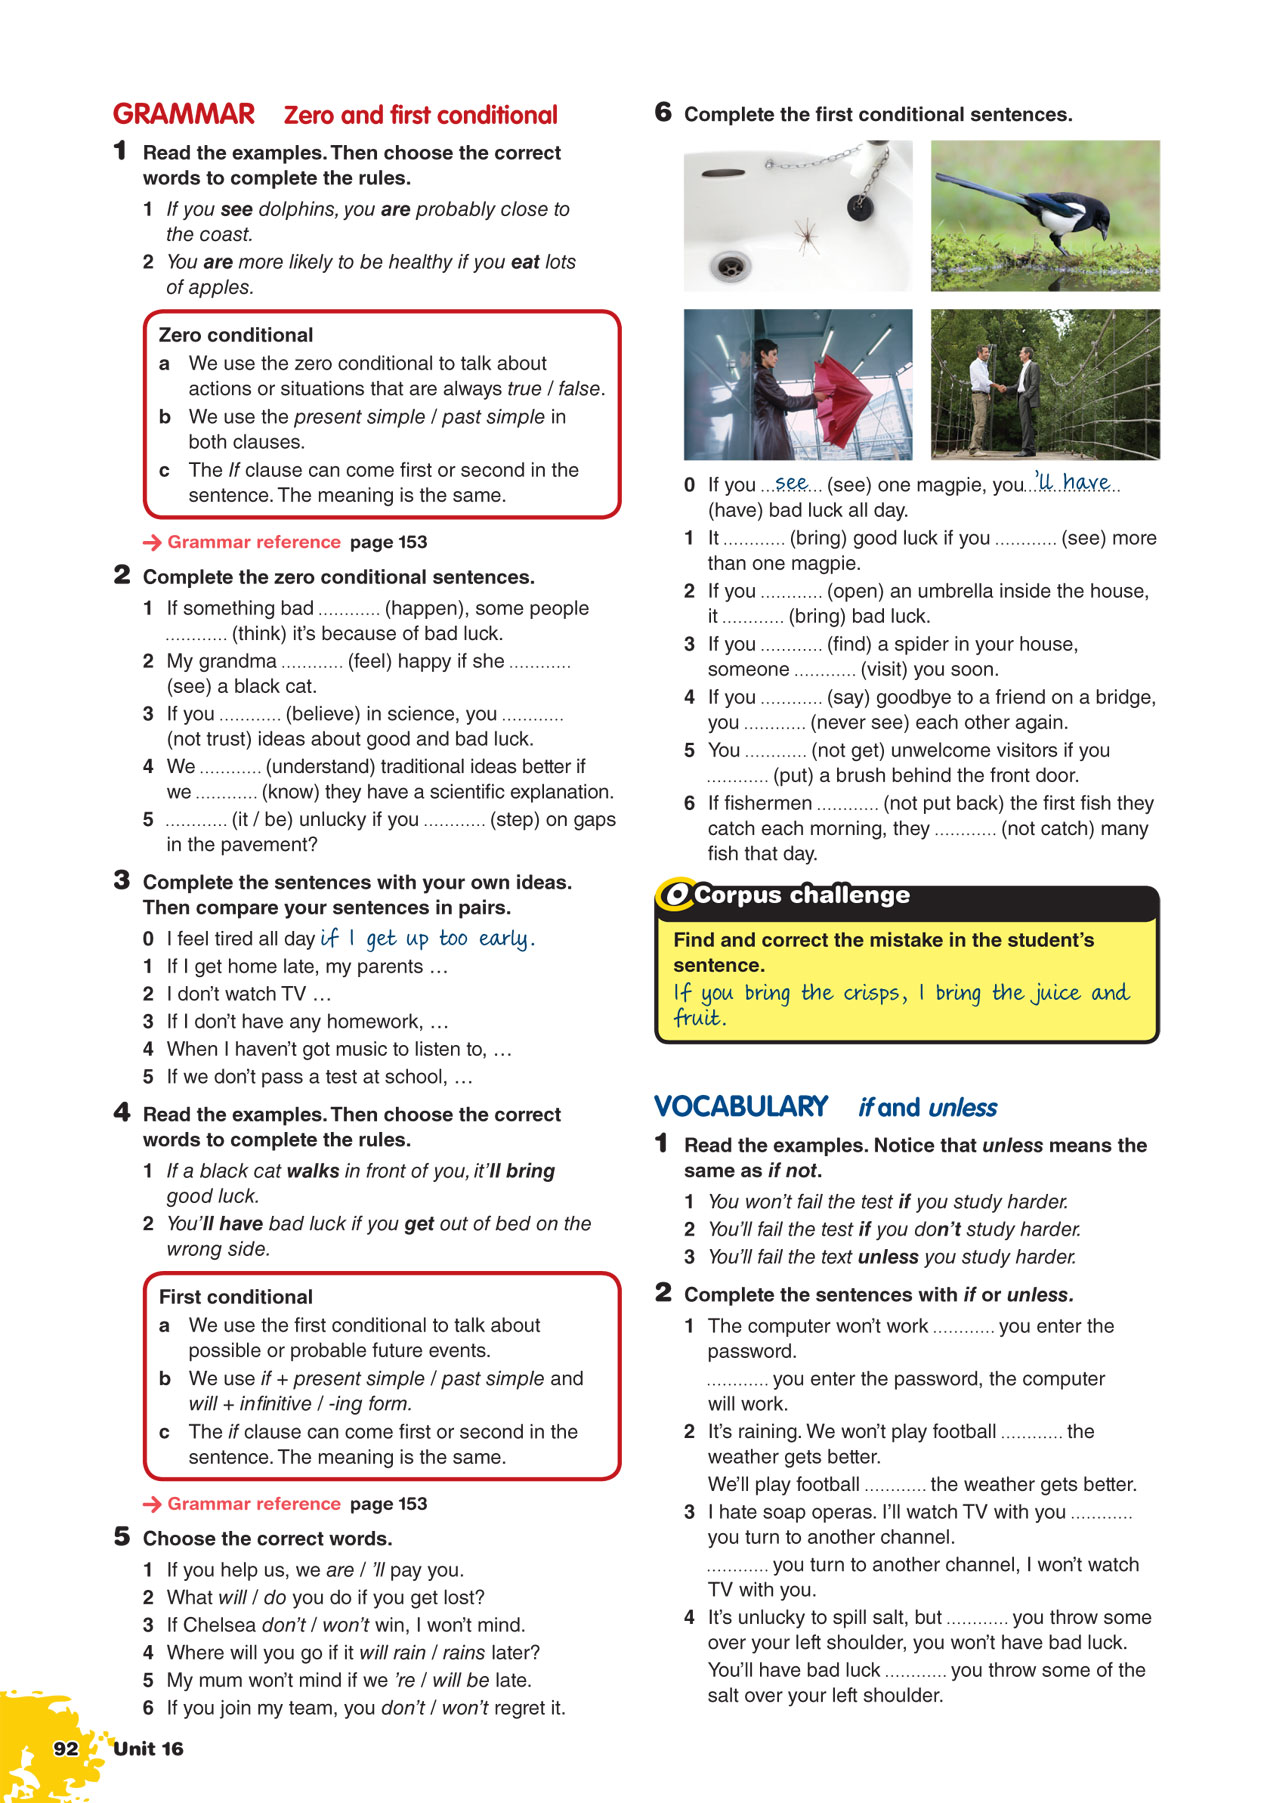 GRAMMAR Zero and first conditional
1 Read the examples. Then choose the correct
words to complete the rules.
1 If you see dolphins, you are probably close to
the coast.
2 You are more likely to be healthy if you eat lots
of apples.
Zero conditional
a We use the zero conditional to talk about
actions or situations that are always true / false.
b We use the present simple / past simple in
both clauses.
c The If clause can come first or second in the
sentence. The meaning is the same.
→ Grammar reference page 153
2 Complete the zero conditional sentences.
1 If something bad ............ (happen), some people
............ (think) it's because of bad luck.
2 My grandma ............ (feel) happy if she ............
(see) a black cat.
3 If you ............ (believe) in science, you ............
(not trust) ideas about good and bad luck.
4 We ............ (understand) traditional ideas better if
we ............ (know) they have a scientific explanation.
5 ............ (it / be) unlucky if you ............ (step) on gaps
in the pavement?
3 Complete the sentences with your own ideas.
Then compare your sentences in pairs.
0 I feel tired all day if I get up too early.
1 If I get home late, my parents …
2 I don't watch TV …
3 If I don't have any homework, …
4 When I haven't got music to listen to, …
5 If we don't pass a test at school, …
4 Read the examples. Then choose the correct
words to complete the rules.
1 If a black cat walks in front of you, it'll bring
good luck.
2 You'll have bad luck if you get out of bed on the
wrong side.
First conditional
a We use the first conditional to talk about
possible or probable future events.
b We use if + present simple / past simple and
will + infinitive / -ing form.
c The if clause can come first or second in the
sentence. The meaning is the same.
→ Grammar reference page 153
5 Choose the correct words.
1 If you help us, we are / 'll pay you.
2 What will / do you do if you get lost?
3 If Chelsea don't / won't win, I won't mind.
4 Where will you go if it will rain / rains later?
5 My mum won't mind if we 're / will be late.
6 If you join my team, you don't / won't regret it.
92 Unit 16
6 Complete the first conditional sentences.
0 If you ...see... (see) one magpie, you...'ll have...
(have) bad luck all day.
1 It ............ (bring) good luck if you ............ (see) more
than one magpie.
2 If you ............ (open) an umbrella inside the house,
it ............ (bring) bad luck.
3 If you ............ (find) a spider in your house,
someone ............ (visit) you soon.
4 If you ............ (say) goodbye to a friend on a bridge,
you ............ (never see) each other again.
5 You ............ (not get) unwelcome visitors if you
............ (put) a brush behind the front door.
6 If fishermen ............ (not put back) the first fish they
catch each morning, they ............ (not catch) many
fish that day.
Corpus challenge
Find and correct the mistake in the student's
sentence.
If you bring the crisps, I bring the juice and
fruit.
VOCABULARY if and unless
1 Read the examples. Notice that unless means the
same as if not.
1 You won't fail the test if you study harder.
2 You'll fail the test if you don't study harder.
3 You'll fail the text unless you study harder.
2 Complete the sentences with if or unless.
1 The computer won't work ............ you enter the
password.
............ you enter the password, the computer
will work.
2 It's raining. We won't play football ............ the
weather gets better.
We'll play football ............ the weather gets better.
3 I hate soap operas. I'll watch TV with you ............
you turn to another channel.
............ you turn to another channel, I won't watch
TV with you.
4 It's unlucky to spill salt, but ............ you throw some
over your left shoulder, you won't have bad luck.
You'll have bad luck ............ you throw some of the
salt over your left shoulder.